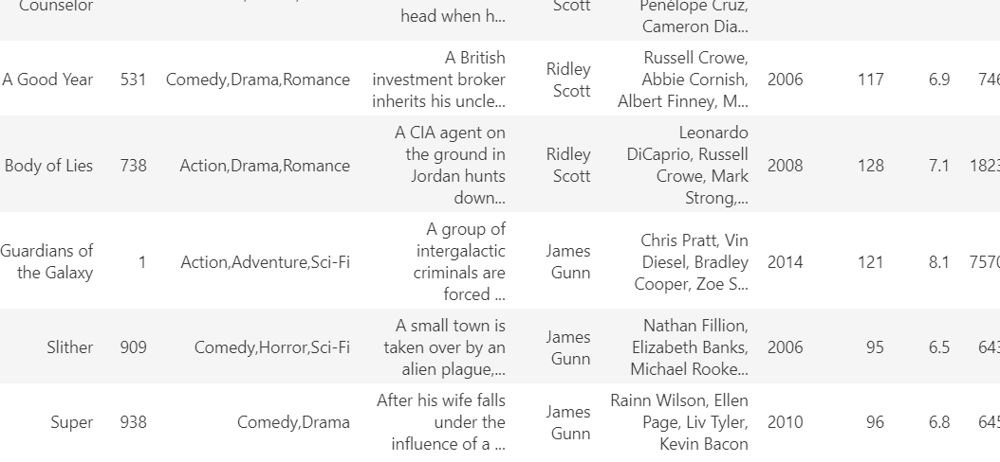 Counselor
head when h...
Scott
Penélope Cruz,
Cameron Dia...
A Good Year 531 Comedy,Drama,Romance
A British
investment broker
inherits his uncle...
Ridley
Scott
Russell Crowe,
Abbie Cornish,
Albert Finney, M...
2006 117 6.9 746
Body of Lies 738 Action,Drama,Romance
A CIA agent on
the ground in
Jordan hunts
down...
Ridley
Scott
Leonardo
DiCaprio, Russell
Crowe, Mark
Strong,...
2008 128 7.1 1823
Guardians of
the Galaxy
1 Action,Adventure,Sci-Fi
A group of
intergalactic
criminals are
forced ...
James
Gunn
Chris Pratt, Vin
Diesel, Bradley
Cooper, Zoe S...
2014 121 8.1 7570
Slither 909 Comedy,Horror,Sci-Fi
A small town is
taken over by an
alien plague,...
James
Gunn
Nathan Fillion,
Elizabeth Banks,
Michael Rooke...
2006 95 6.5 643
Super 938 Comedy,Drama
After his wife falls
under the
influence of a ...
James
Gunn
Rainn Wilson, Ellen
Page, Liv Tyler,
Kevin Bacon
2010 96 6.8 645